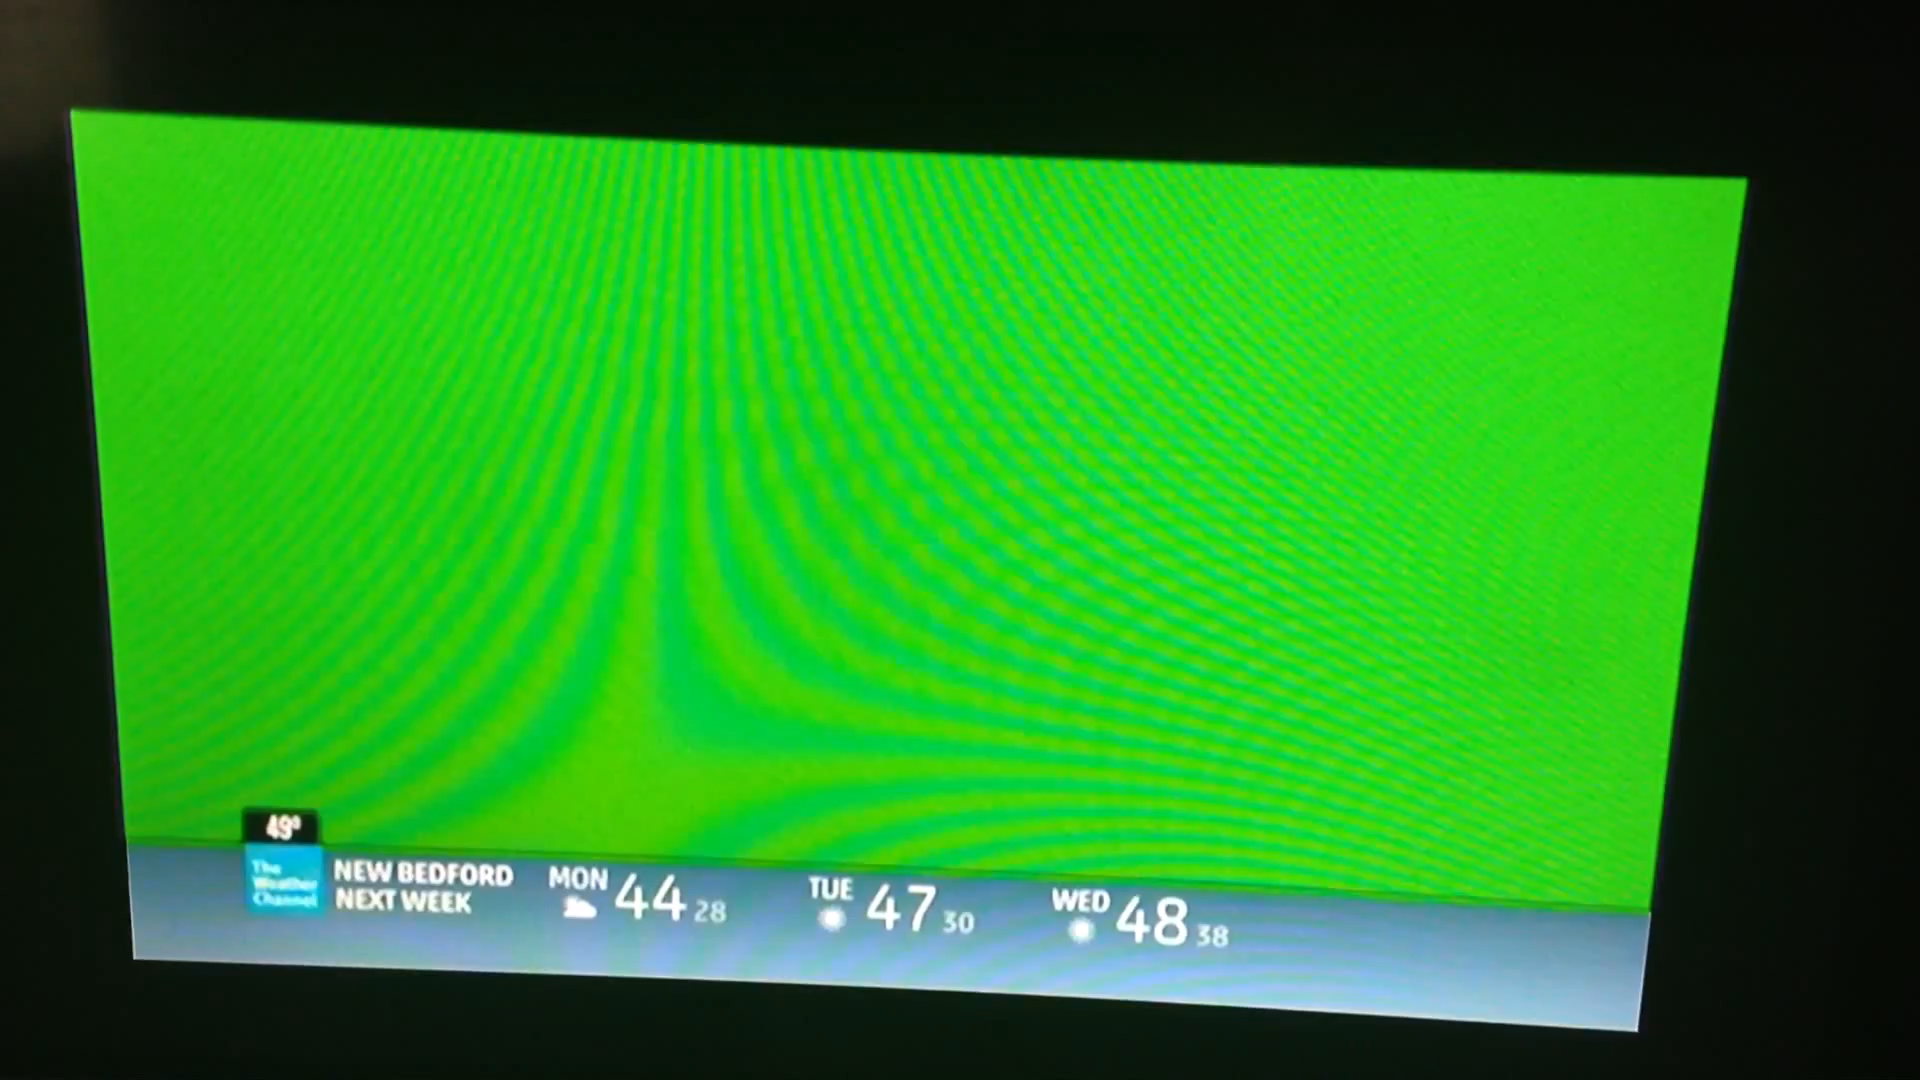 49°
The
Weather
Channel
NEW BEDFORD
NEXT WEEK
MON
44 28
TUE
47 30
WED
48 38